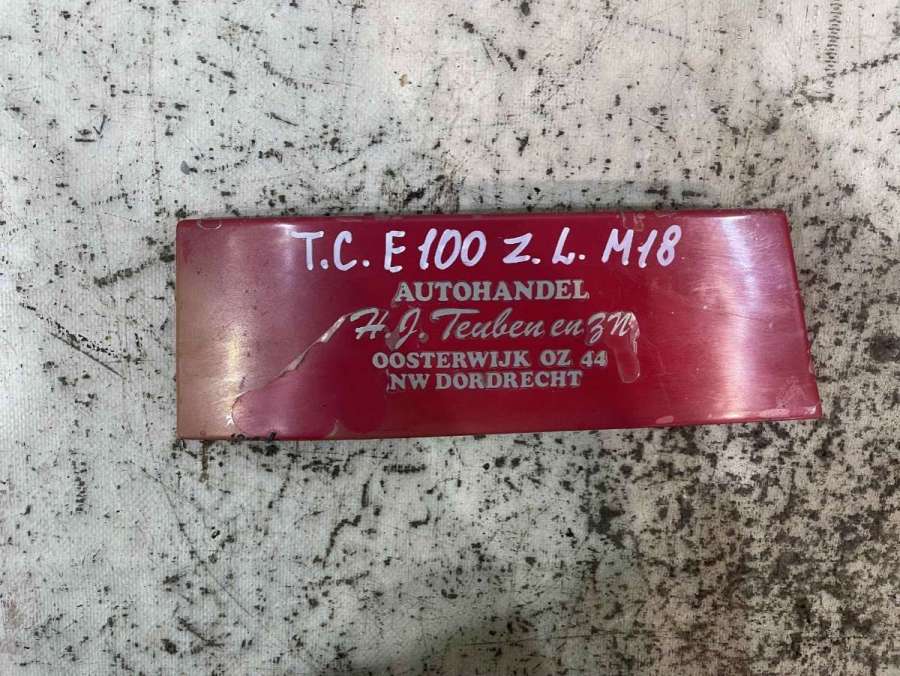 T.C. E100 Z.L. M18
AUTOHANDEL
H.J. Teuben en ZN
OOSTERWIJK OZ 44
NW DORDRECHT